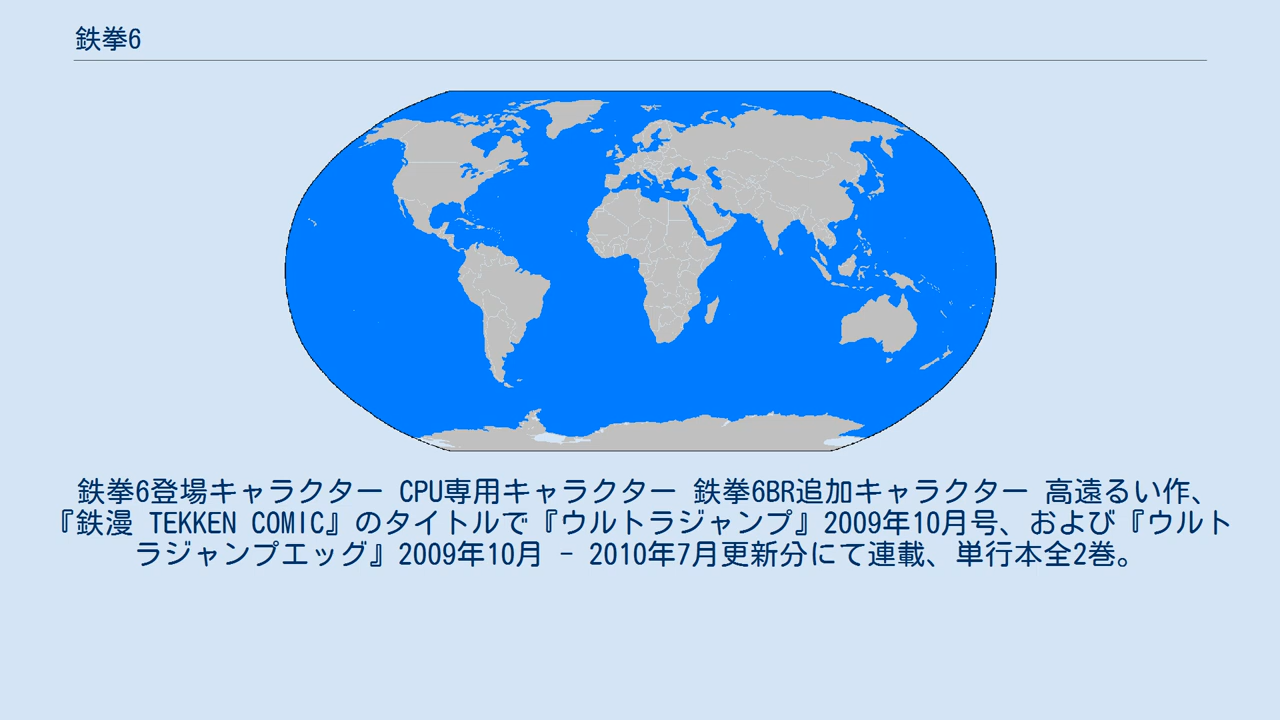 鉄拳6
鉄拳6登場キャラクター CPU専用キャラクター 鉄拳6BR追加キャラクター 高遠るい作、
『鉄漫 TEKKEN COMIC』のタイトルで『ウルトラジャンプ』2009年10月号、および『ウルト
ラジャンプエッグ』2009年10月 - 2010年7月更新分にて連載、単行本全2巻。